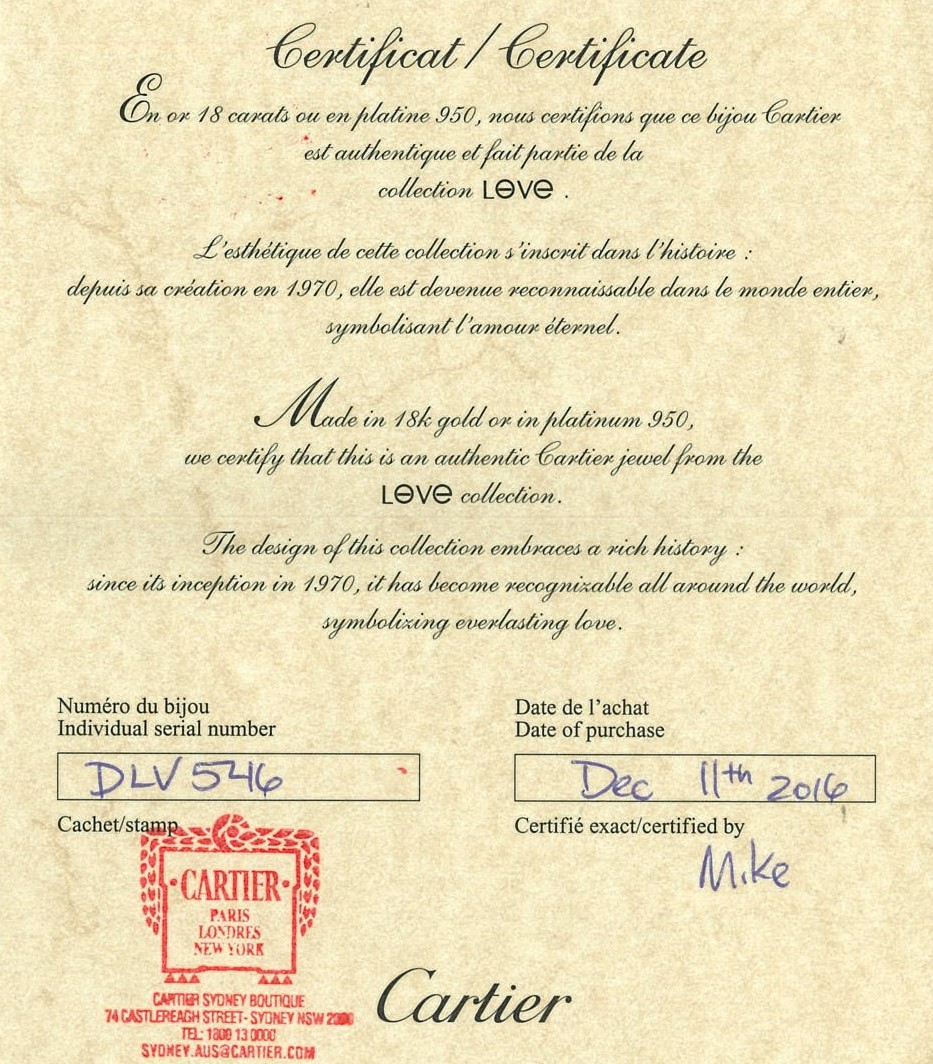 Certificat / Certificate
En or 18 carats ou en platine 950, nous certifions que ce bijou Cartier
est authentique et fait partie de la
collection LOVE .
L'esthétique de cette collection s'inscrit dans l'histoire :
depuis sa création en 1970, elle est devenue reconnaissable dans le monde entier,
symbolisant l'amour éternel.
Made in 18k gold or in platinum 950,
we certify that this is an authentic Cartier jewel from the
LOVE collection.
The design of this collection embraces a rich history :
since its inception in 1970, it has become recognizable all around the world,
symbolizing everlasting love.
Numéro du bijou
Individual serial number
DLV546
Date de l'achat
Date of purchase
Dec 11th 2016
Cachet/stamp
Certifié exact/certified by
Mike
CARTIER
PARIS
LONDRES
NEW YORK
CARTIER SYDNEY BOUTIQUE
74 CASTLEREAGH STREET- SYDNEY NSW 2000
TEL: 1800 13 0000
SYDNEY.AUS@CARTIER.COM
Cartier